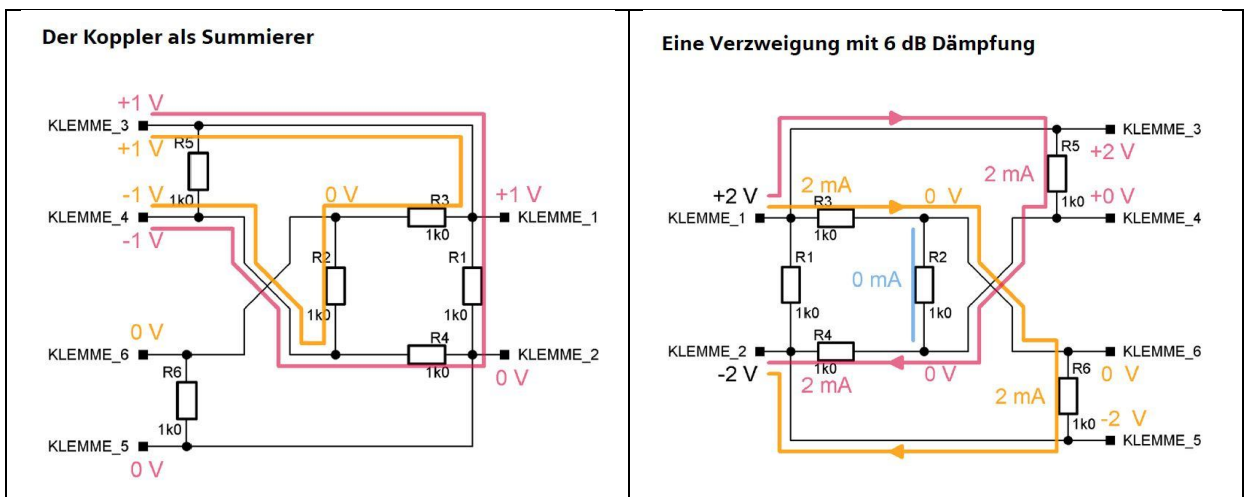 Der Koppler als Summierer
+1 V
KLEMME_3
+1 V
R5
1k0
-1 V
KLEMME_4
-1 V
0 V
R3
1k0
+1 V
KLEMME_1
R2
1k0
R1
1k0
0 V
KLEMME_6
R4
1k0
KLEMME_2
0 V
R6
1k0
KLEMME_5
0 V
Eine Verzweigung mit 6 dB Dämpfung
KLEMME_3
+2 V
R5
2 mA
1k0
+0 V
KLEMME_4
+2 V
2 mA
0 V
KLEMME_1
R3
1k0
R1
1k0
0 mA
R2
1k0
R4
1k0
KLEMME_2
-2 V
2 mA
0 V
KLEMME_6
0 V
R6
2 mA
1k0
-2 V
KLEMME_5